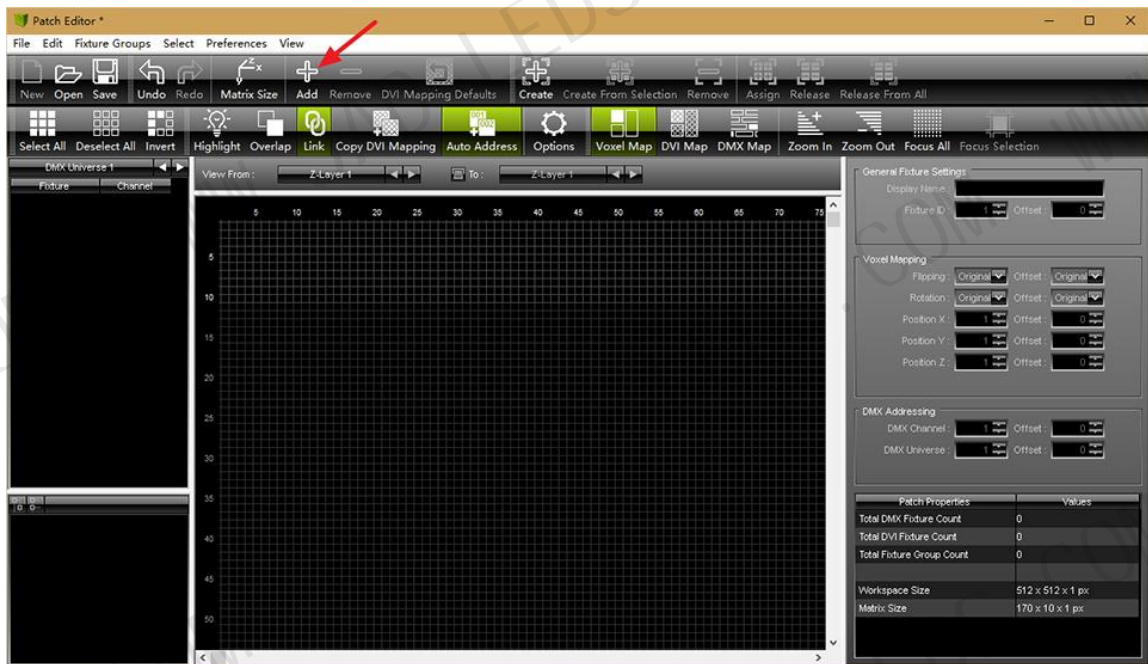 Patch Editor *
File Edit Fixture Groups Select Preferences View
New Open Save Undo Redo Matrix Size Add Remove DVI Mapping Defaults Create Create From Selection Remove Assign Release Release From All
Select All Deselect All Invert Highlight Overlap Link Copy DVI Mapping Auto Address Options Voxel Map DVI Map DMX Map Zoom In Zoom Out Focus All Focus Selection
DMX Universe 1
Fixture Channel
View From : Z-Layer 1 To : Z-Layer 1
5 10 15 20 25 30 35 40 45 50 55 60 65 70 75
5
10
15
20
25
30
35
40
45
50
General Fixture Settings
Display Name :
Fixture ID : 1 Offset : 0
Voxel Mapping
Flipping : Original Offset : Original
Rotation : Original Offset : Original
Position X : 1 Offset : 0
Position Y : 1 Offset : 0
Position Z : 1 Offset : 0
DMX Addressing
DMX Channel : 1 Offset : 0
DMX Universe : 1 Offset : 0
Patch Properties Values
Total DMX Fixture Count 0
Total DVI Fixture Count 0
Total Fixture Group Count 0
Workspace Size 512 x 512 x 1 px
Matrix Size 170 x 10 x 1 px